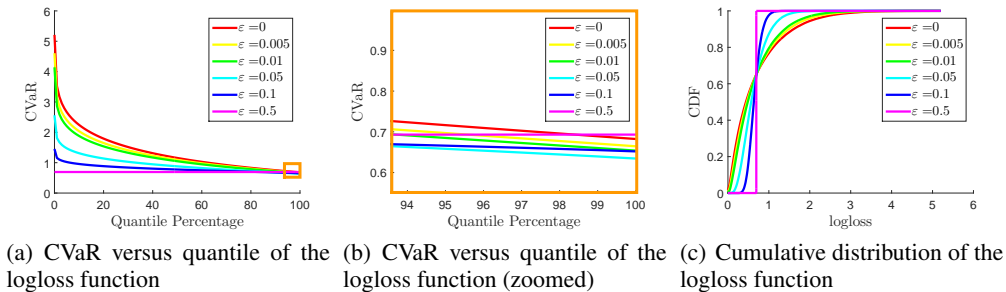 6
5
4
3
2
1
0
CVaR
0 20 40 60 80 100
Quantile Percentage
ε =0
ε =0.005
ε =0.01
ε =0.05
ε =0.1
ε =0.5
0.9
0.8
0.7
0.6
CVaR
94 95 96 97 98 99 100
Quantile Percentage
ε =0
ε =0.005
ε =0.01
ε =0.05
ε =0.1
ε =0.5
1
0.8
0.6
0.4
0.2
0
CDF
0 1 2 3 4 5 6
logloss
ε =0
ε =0.005
ε =0.01
ε =0.05
ε =0.1
ε =0.5
(a) CVaR versus quantile of the
logloss function
(b) CVaR versus quantile of the
logloss function (zoomed)
(c) Cumulative distribution of the
logloss function